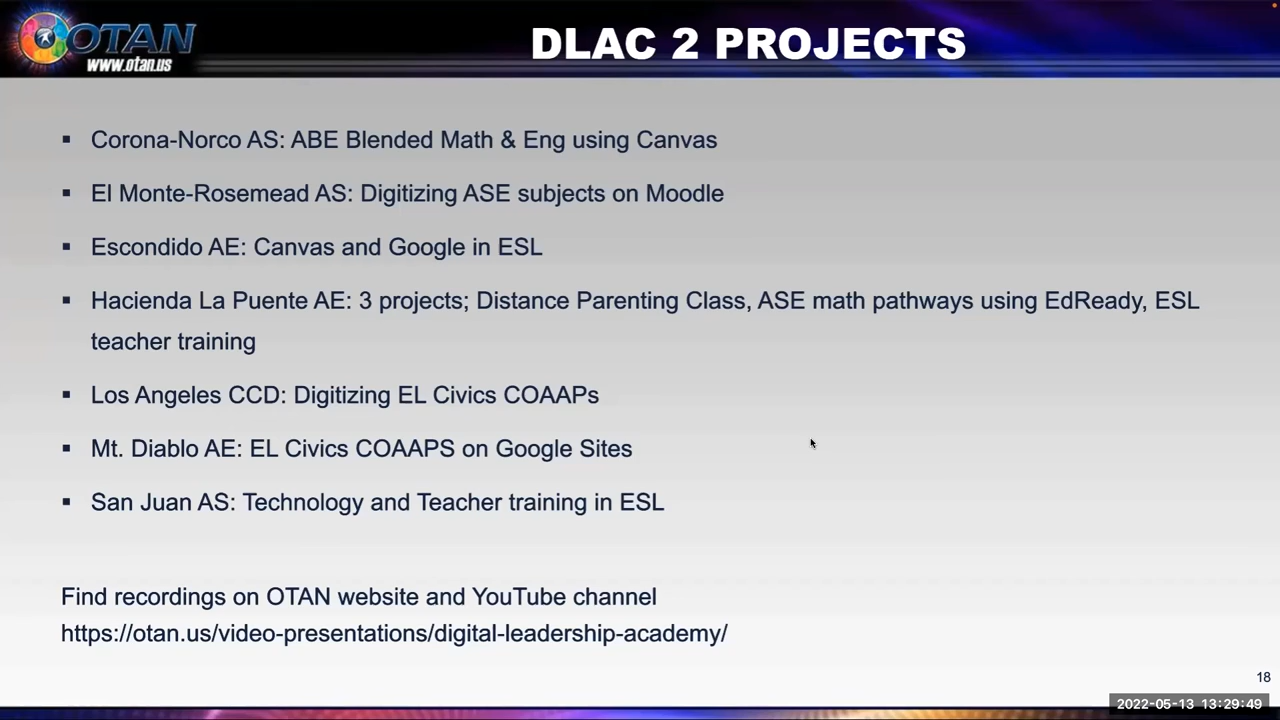 OTAN
www.otan.us
DLAC 2 PROJECTS
▪ Corona-Norco AS: ABE Blended Math & Eng using Canvas
▪ El Monte-Rosemead AS: Digitizing ASE subjects on Moodle
▪ Escondido AE: Canvas and Google in ESL
▪ Hacienda La Puente AE: 3 projects; Distance Parenting Class, ASE math pathways using EdReady, ESL
teacher training
▪ Los Angeles CCD: Digitizing EL Civics COAAPs
▪ Mt. Diablo AE: EL Civics COAAPS on Google Sites
▪ San Juan AS: Technology and Teacher training in ESL
Find recordings on OTAN website and YouTube channel
https://otan.us/video-presentations/digital-leadership-academy/
18
2022-05-13 13:29:49